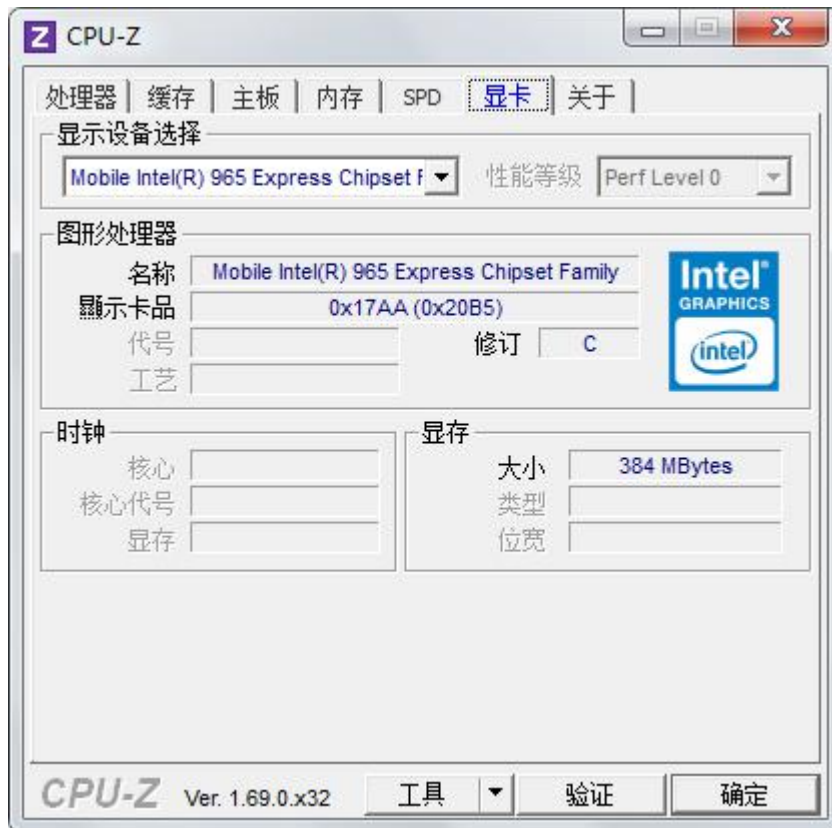 CPU-Z
处理器 缓存 主板 内存 SPD 显卡 关于
显示设备选择
Mobile Intel(R) 965 Express Chipset F 性能等级 Perf Level 0
图形处理器
名称 Mobile Intel(R) 965 Express Chipset Family
顯示卡品 0x17AA (0x20B5)
代号 修订 C
工艺
Intel®
GRAPHICS
intel
时钟 显存
核心 大小 384 MBytes
核心代号 类型
显存 位宽
CPU-Z Ver. 1.69.0.x32 工具 验证 确定